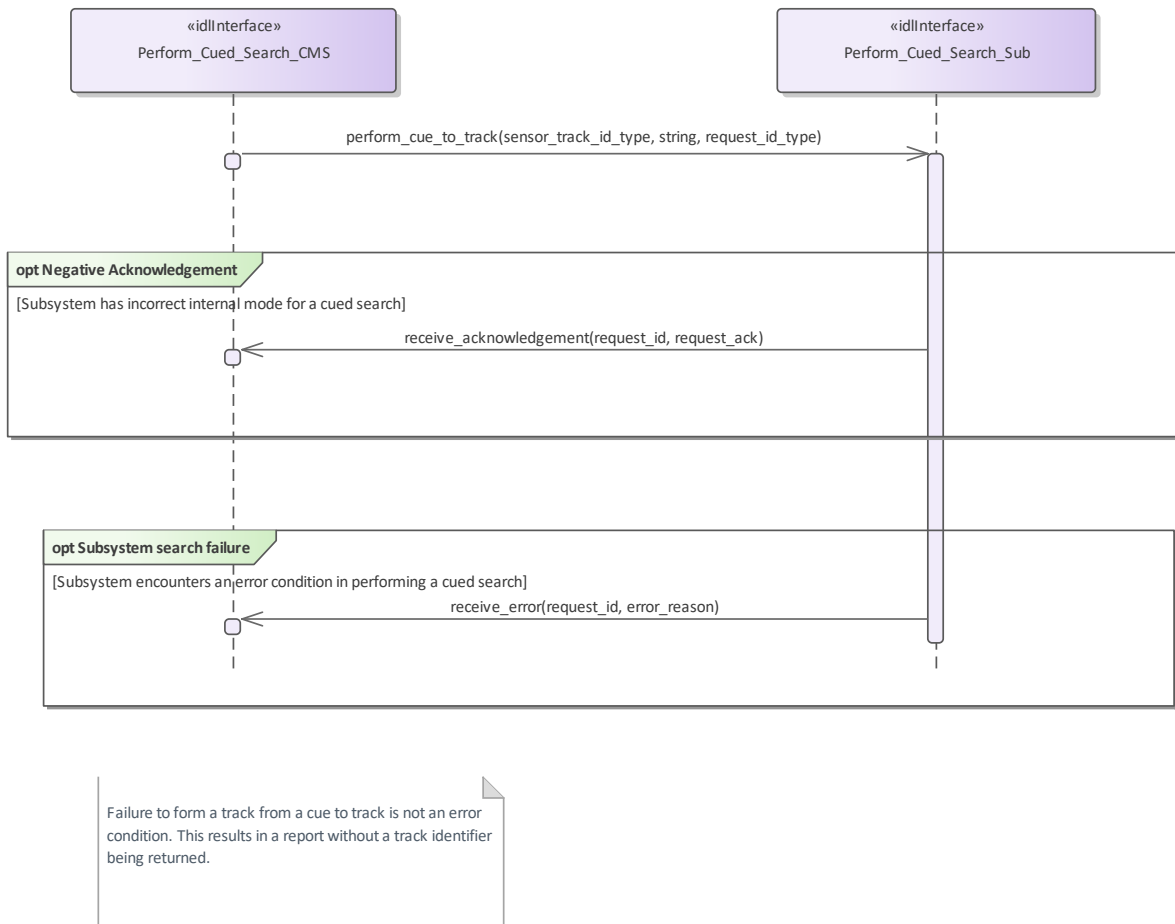 «idlInterface»
Perform_Cued_Search_CMS
«idlInterface»
Perform_Cued_Search_Sub
perform_cue_to_track(sensor_track_id_type, string, request_id_type)
opt Negative Acknowledgement
[Subsystem has incorrect internal mode for a cued search]
receive_acknowledgement(request_id, request_ack)
opt Subsystem search failure
[Subsystem encounters an error condition in performing a cued search]
receive_error(request_id, error_reason)
Failure to form a track from a cue to track is not an error
condition. This results in a report without a track identifier
being returned.